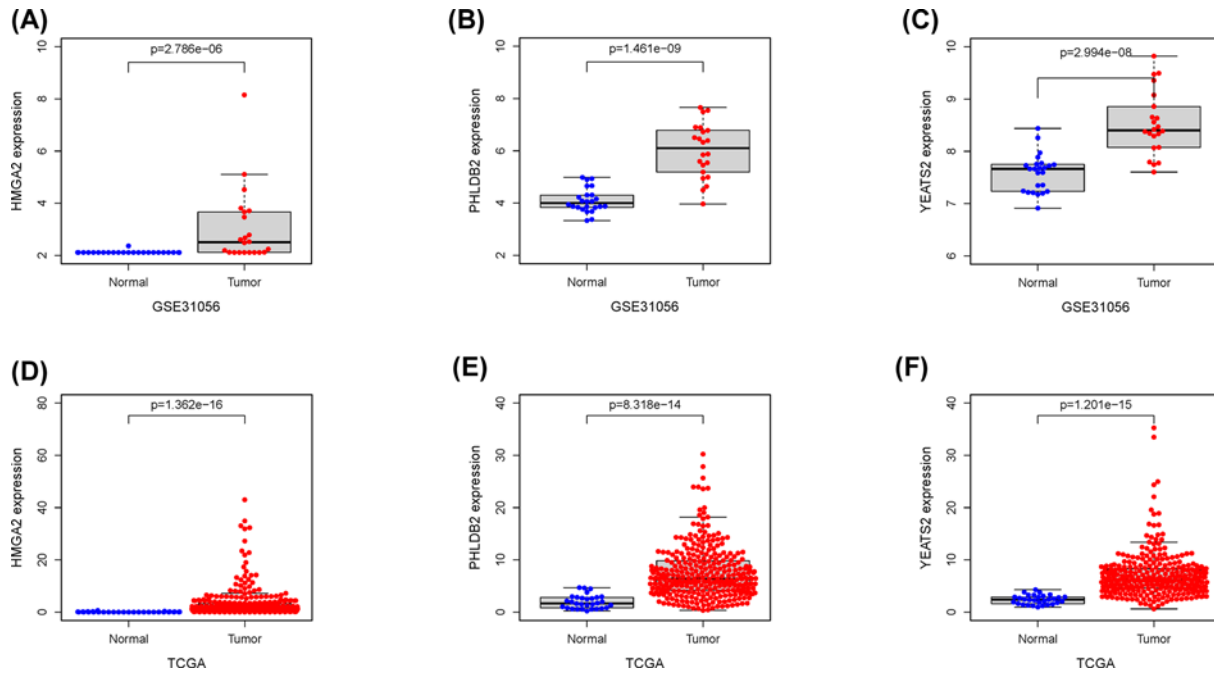 (A)
p=2.786e−06
HMGA2 expression
10
8
6
4
2
Normal
Tumor
GSE31056
(B)
p=1.461e−09
PHLDB2 expression
10
8
6
4
2
Normal
Tumor
GSE31056
(C)
p=2.994e−08
YEATS2 expression
10
9
8
7
6
Normal
Tumor
GSE31056
(D)
p=1.362e−16
HMGA2 expression
80
60
40
20
0
Normal
Tumor
TCGA
(E)
p=8.318e−14
PHLDB2 expression
40
30
20
10
0
Normal
Tumor
TCGA
(F)
p=1.201e−15
YEATS2 expression
40
30
20
10
0
Normal
Tumor
TCGA